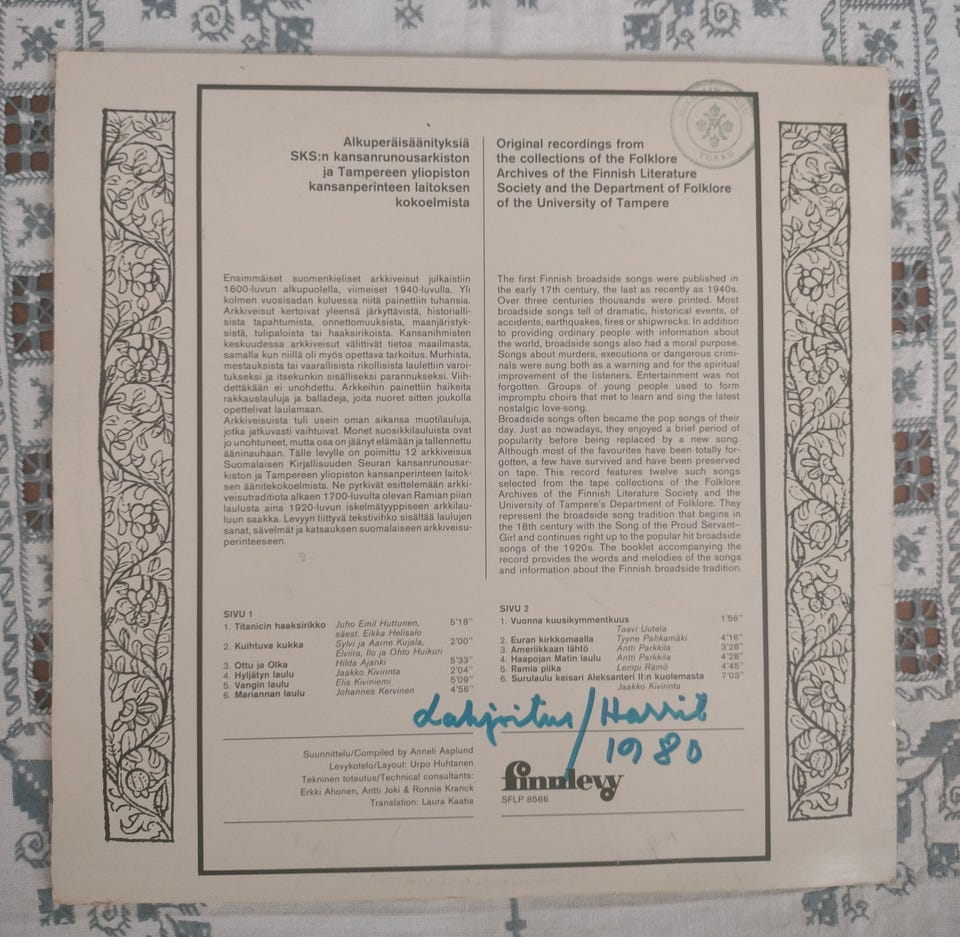 Alkuperäisäänityksiä
SKS:n kansanrunousarkiston
ja Tampereen yliopiston
kansanperinteen laitoksen
kokoelmista
Original recordings from
the collections of the Folklore
Archives of the Finnish Literature
Society and the Department of Folklore
of the University of Tampere
TURKU
Ensimmäiset suomenkieliset arkkiveisut julkaistiin
1600-luvun alkupuolella, viimeiset 1940-luvulla. Yli
kolmen vuosisadan kuluessa niitä painettiin tuhansia.
Arkkiveisut kertoivat yleensä järkyttävistä, historialli-
sista tapahtumista, onnettomuuksista, maanjäristyk-
sistä, tulipaloista tai haaksirikoista. Kansanihmisten
keskuudessa arkkiveisut välittivät tietoa maailmasta,
samalla kun niillä oli myös opettava tarkoitus. Murhista,
mestauksista tai vaarallisista rikollisista laulettiin varoi-
tukseksi ja itsekunkin sisälliseksi parannukseksi. Viih-
dettäkään ei unohdettu. Arkkeihin painettiin haikeita
rakkauslauluja ja balladeja, joita nuoret sitten joukolla
opettelivat laulamaan.
Arkkiveisuista tuli usein oman aikansa muotilauluja,
jotka jatkuvasti vaihtuivat. Monet suosikkilauluista ovat
jo unohtuneet, mutta osa on jäänyt elämään ja tallennettu
ääninauhaan. Tälle levylle on poimittu 12 arkkiveisua
Suomalaisen Kirjallisuuden Seuran kansanrunousar-
kiston ja Tampereen yliopiston kansanperinteen laitok-
sen äänitekokoelmista. Ne pyrkivät esittelemään arkki-
veisutraditiota alkaen 1700-luvulta olevan Ramian piian
laulusta aina 1920-luvun iskelmätyyppiseen arkkilau-
luun saakka. Levyyn liittyvä tekstivihko sisältää laulujen
sanat, sävelmät ja katsauksen suomalaiseen arkkiveisu-
perinteeseen.
The first Finnish broadside songs were published in
the early 17th century, the last as recently as 1940s.
Over three centuries thousands were printed. Most
broadside songs tell of dramatic, historical events, of
accidents, earthquakes, fires or shipwrecks. In addition
to providing ordinary people with information about
the world, broadside songs also had a moral purpose.
Songs about murders, executions or dangerous crimi-
nals were sung both as a warning and for the spiritual
improvement of the listeners. Entertainment was not
forgotten. Groups of young people used to form
impromptu choirs that met to learn and sing the latest
nostalgic love-song.
Broadside songs often became the pop songs of their
day. Just as nowadays, they enjoyed a brief period of
popularity before being replaced by a new song.
Although most of the favourites have been totally for-
gotten, a few have survived and have been preserved
on tape. This record features twelve such songs
selected from the tape collections of the Folklore
Archives of the Finnish Literature Society and the
University of Tampere's Department of Folklore. They
represent the broadside song tradition that begins in
the 18th century with the Song of the Proud Servant-
Girl and continues right up to the popular hit broadside
songs of the 1920s. The booklet accompanying the
record provides the words and melodies of the songs
and information about the Finnish broadside tradition.
SIVU 1
1. Titanicin haaksirikko Juho Emil Huttunen, 5'18"
säest. Eikka Helisalo
2. Kuihtuva kukka Sylvi ja Aarne Kujala, 2'00"
Elviira, Ilo ja Ohto Huikuri
3. Ottu ja Olka Hilda Ajanki 5'33"
4. Hyljätyn laulu Jaakko Kivirinta 2'04"
5. Vangin laulu Elis Kiviniemi 5'09"
6. Mariannan laulu Johannes Kervinen 4'56"
SIVU 2
1. Vuonna kuusikymmentkuus 1'56"
Taavi Uutela
2. Euran kirkkomaalla Tyyne Pahkamäki 4'16"
3. Ameriikkaan lähtö Antti Parkkila 3'28"
4. Haapojan Matin laulu Antti Parkkila 4'28"
5. Ramia piika Lempi Rämö 4'45"
6. Surulaulu keisari Aleksanteri II:n kuolemasta 7'03"
Jaakko Kivirinta
Lahjoitus/Harril
1980
Suunnittelu/Compiled by Anneli Asplund
Levykotelo/Layout: Urpo Huhtanen
Tekninen toteutus/Technical consultants:
Erkki Ahonen, Antti Joki & Ronnie Kranck
Translation: Laura Kaatia
finnlevy
SFLP 8566